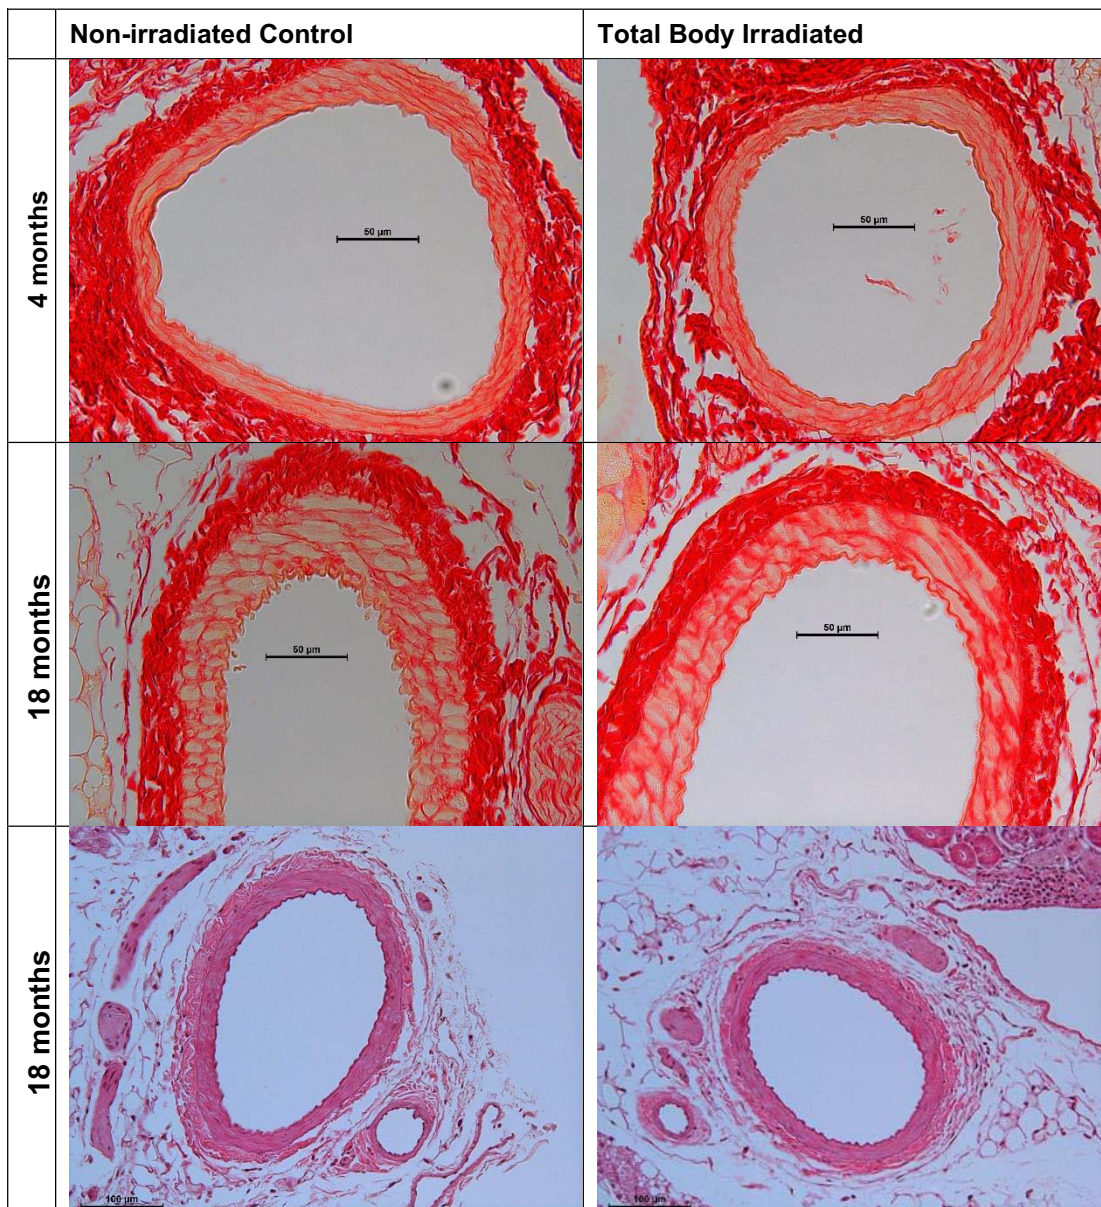 Non-irradiated Control
Total Body Irradiated
4 months
50 µm
50 µm
18 months
50 µm
50 µm
18 months
100 µm
100 µm